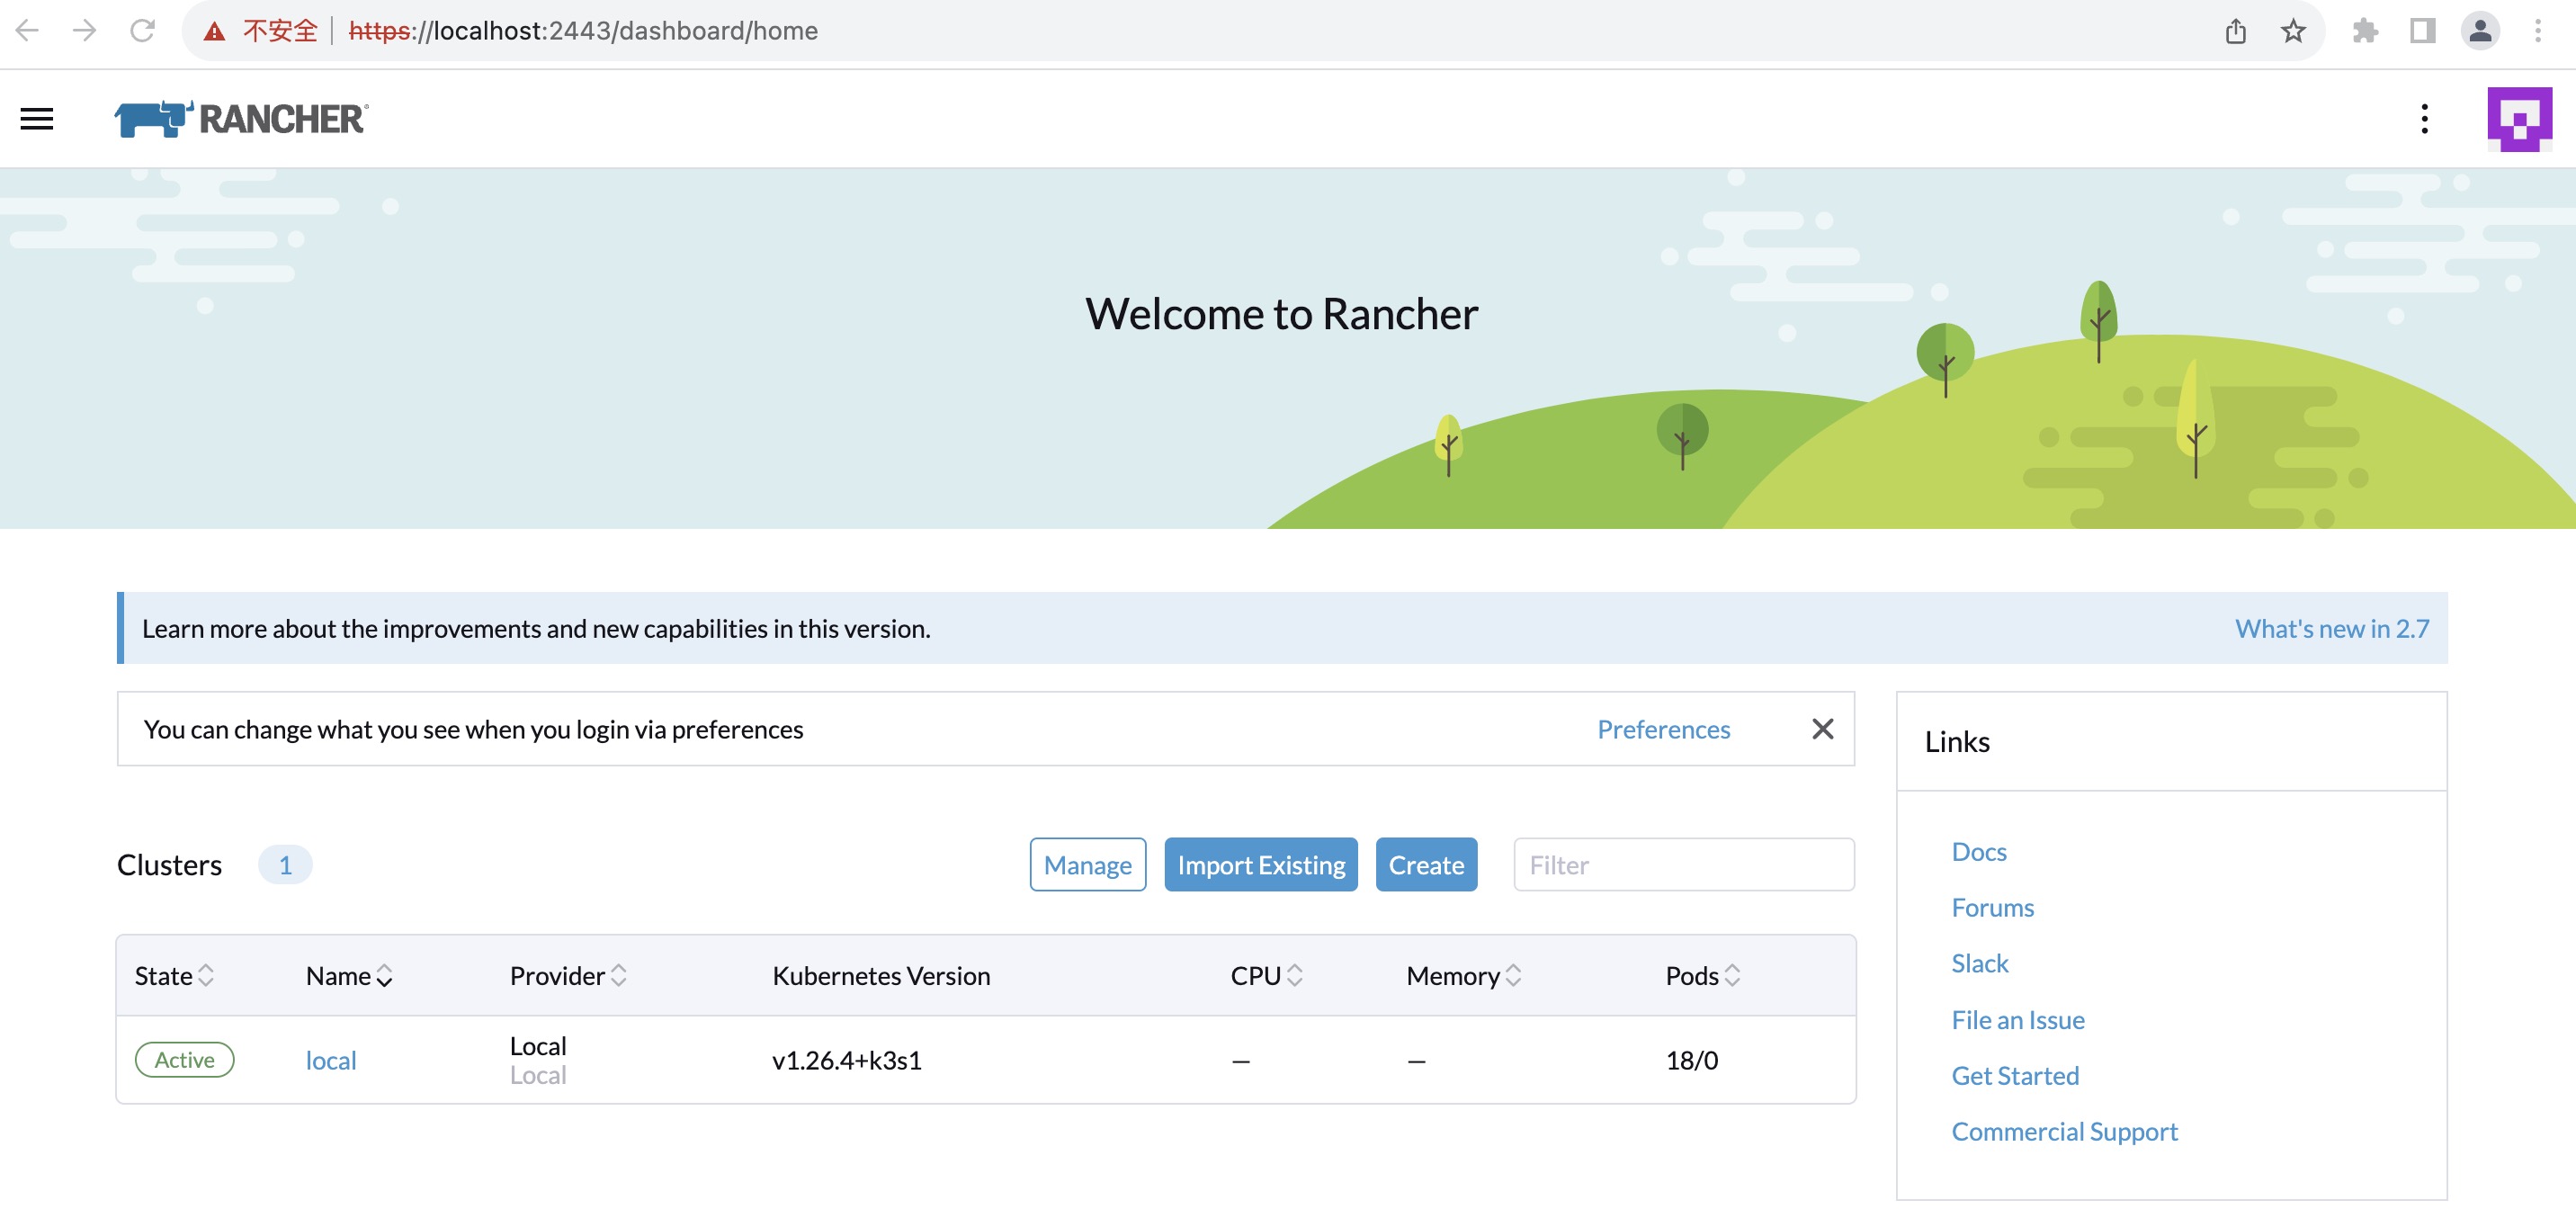 不安全 https://localhost:2443/dashboard/home
RANCHER
Welcome to Rancher
Learn more about the improvements and new capabilities in this version. What's new in 2.7
You can change what you see when you login via preferences Preferences
Links
Docs
Forums
Slack
File an Issue
Get Started
Commercial Support
Clusters 1 Manage Import Existing Create Filter
State Name Provider Kubernetes Version CPU Memory Pods
Active local Local v1.26.4+k3s1 — — 18/0
Local